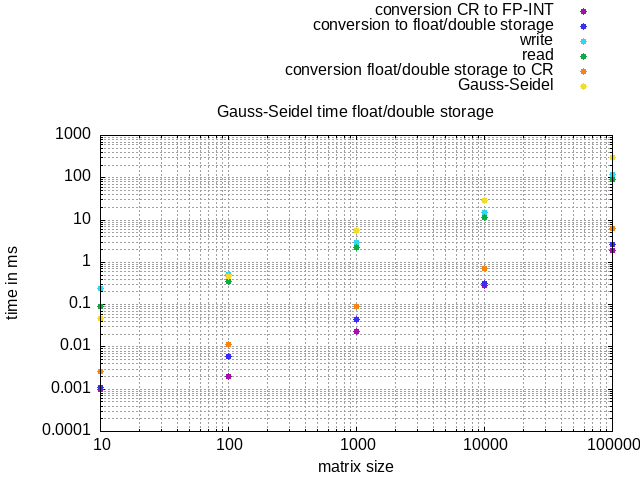 conversion CR to FP-INT
conversion to float/double storage
write
read
conversion float/double storage to CR
Gauss-Seidel
Gauss-Seidel time float/double storage
1000
100
10
1
0.1
0.01
0.001
0.0001
time in ms
10 100 1000 10000 100000
matrix size